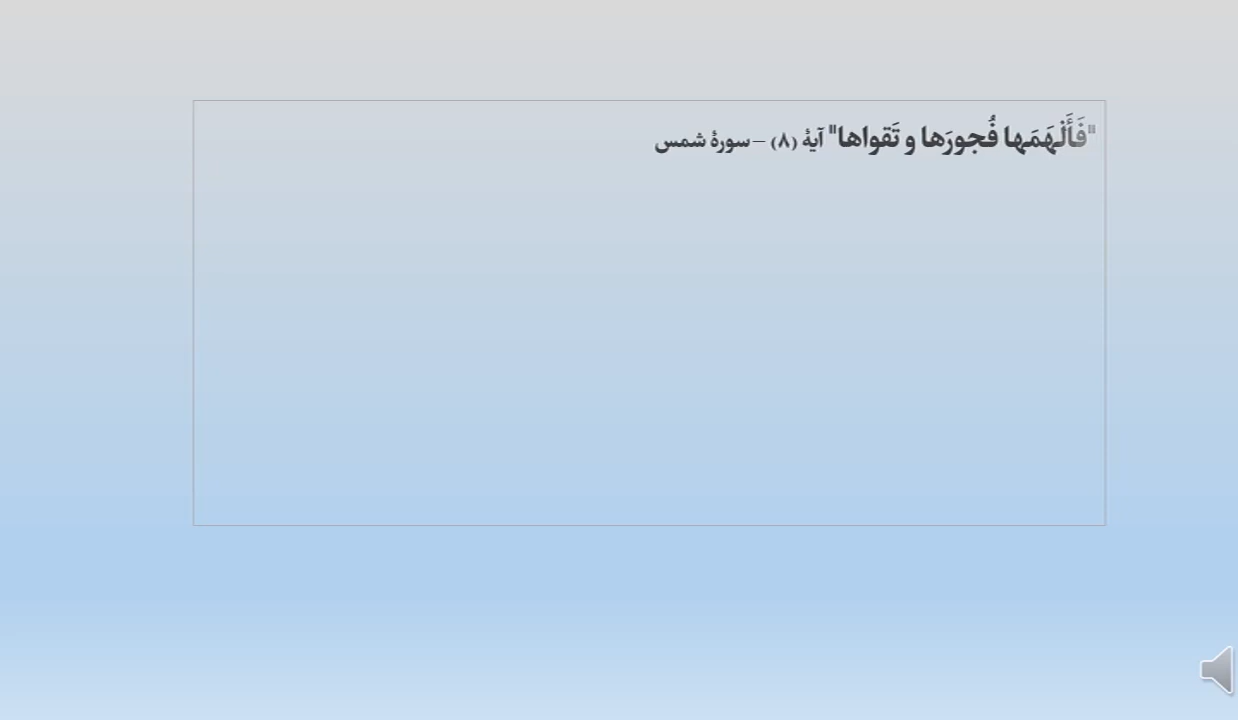 "فَأَلْهَمَها فُجورَها و تَقواها" آیهٔ (۸) – سورهٔ شمس